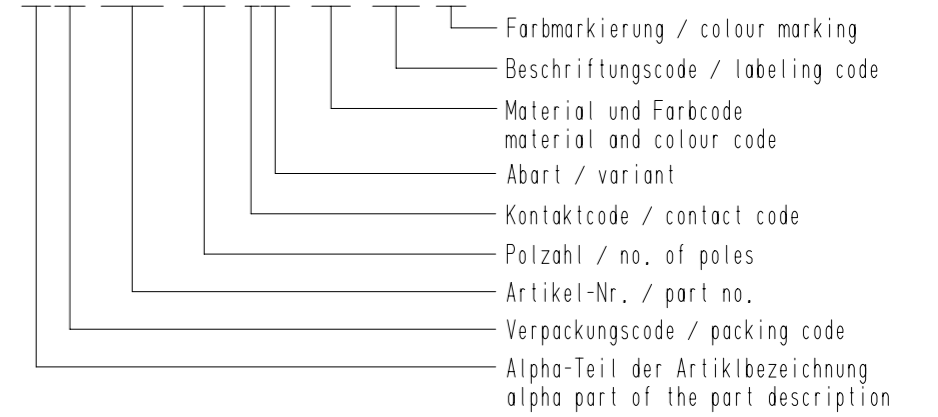 Farbmarkierung / colour marking
Beschriftungscode / labeling code
Material und Farbcode
material and colour code
Abart / variant
Kontaktcode / contact code
Polzahl / no. of poles
Artikel-Nr. / part no.
Verpackungscode / packing code
Alpha-Teil der Artiklbezeichnung
alpha part of the part description